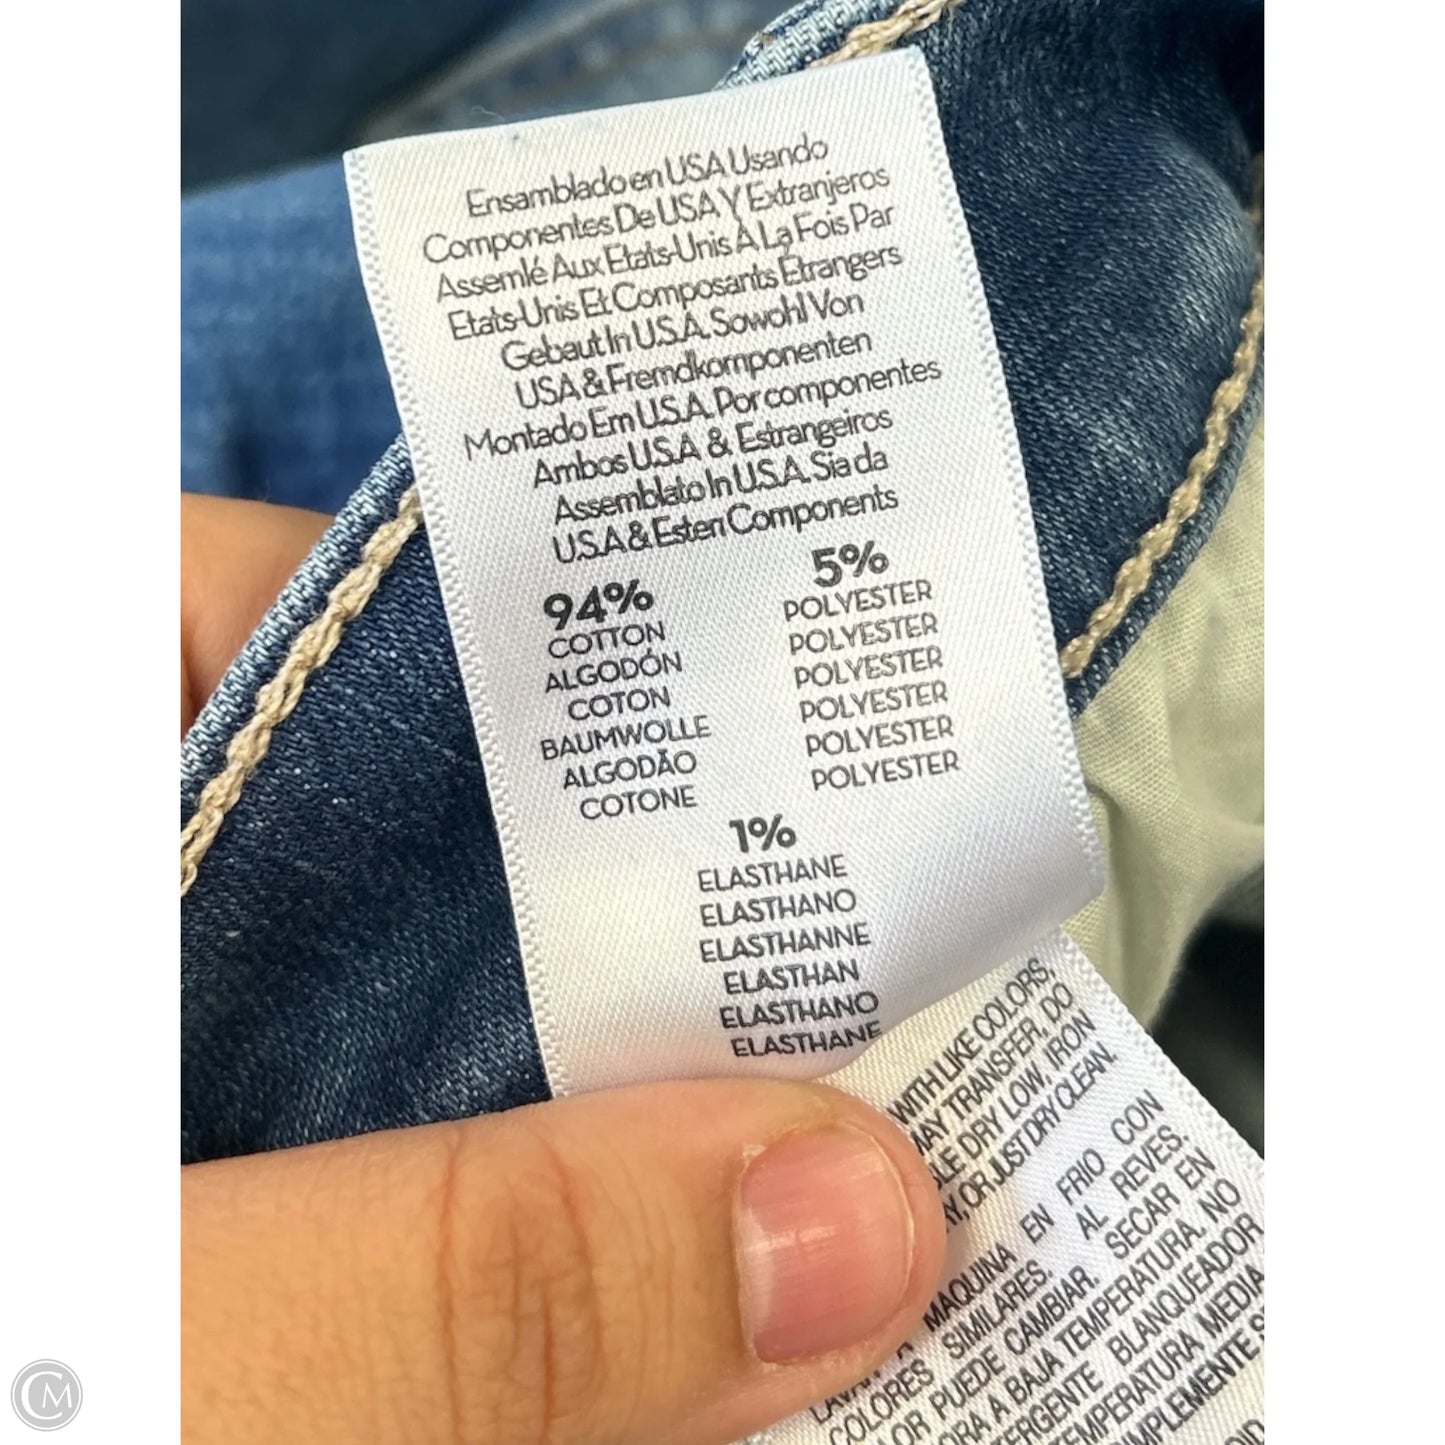 Ensamblado en USA Usando
Componentes De USA Y Extranjeros
Assemlé Aux Etats-Unis À La Fois Par
Etats-Unis Et Composants Étrangers
Gebaut In U.S.A. Sowohl Von
USA & Fremdkomponenten
Montado Em U.S.A. Por componentes
Ambos U.S.A & Estrangeiros
Assemblato In U.S.A. Sia da
U.S.A & Esteri Components
94%
COTTON
ALGODÓN
COTON
BAUMWOLLE
ALGODÃO
COTONE
5%
POLYESTER
POLYESTER
POLYESTER
POLYESTER
POLYESTER
POLYESTER
1%
ELASTHANE
ELASTHANO
ELASTHANNE
ELASTHAN
ELASTHANO
ELASTHANE
WITH LIKE COLORS,
MAY TRANSFER, DO
DRY LOW, IRON
OR JUST DRY CLEAN.
A MAQUINA EN FRIO CON
COLORES SIMILARES. AL REVES.
PUEDE CAMBIAR. SECAR EN
A BAJA TEMPERATURA. NO
BLANQUEADOR
TEMPERATURA MEDIA
CM